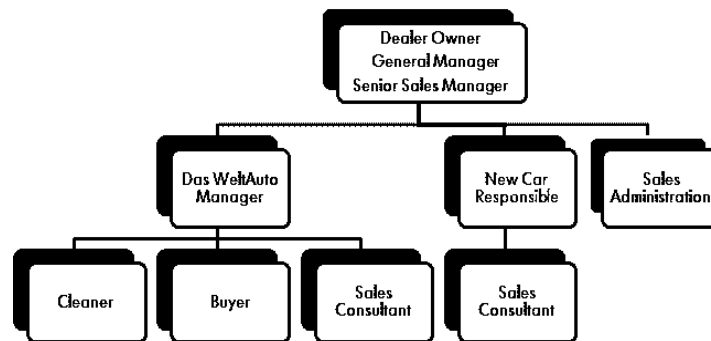 Dealer Owner
General Manager
Senior Sales Manager
Das WeltAuto
Manager
New Car
Responsible
Sales
Administration
Cleaner
Buyer
Sales
Consultant
Sales
Consultant